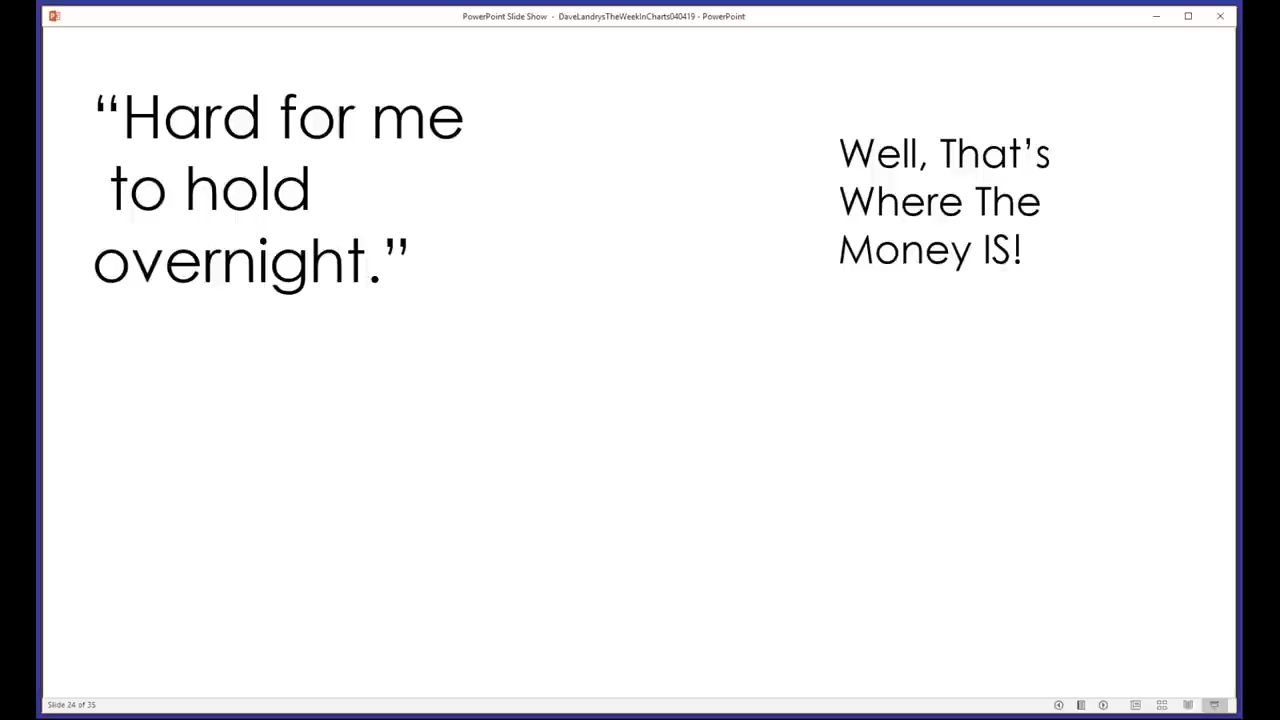 PowerPoint Slide Show - DaveLandrysTheWeekInCharts040419 - PowerPoint
“Hard for me
to hold
overnight.”
Well, That’s
Where The
Money IS!
Slide 24 of 35